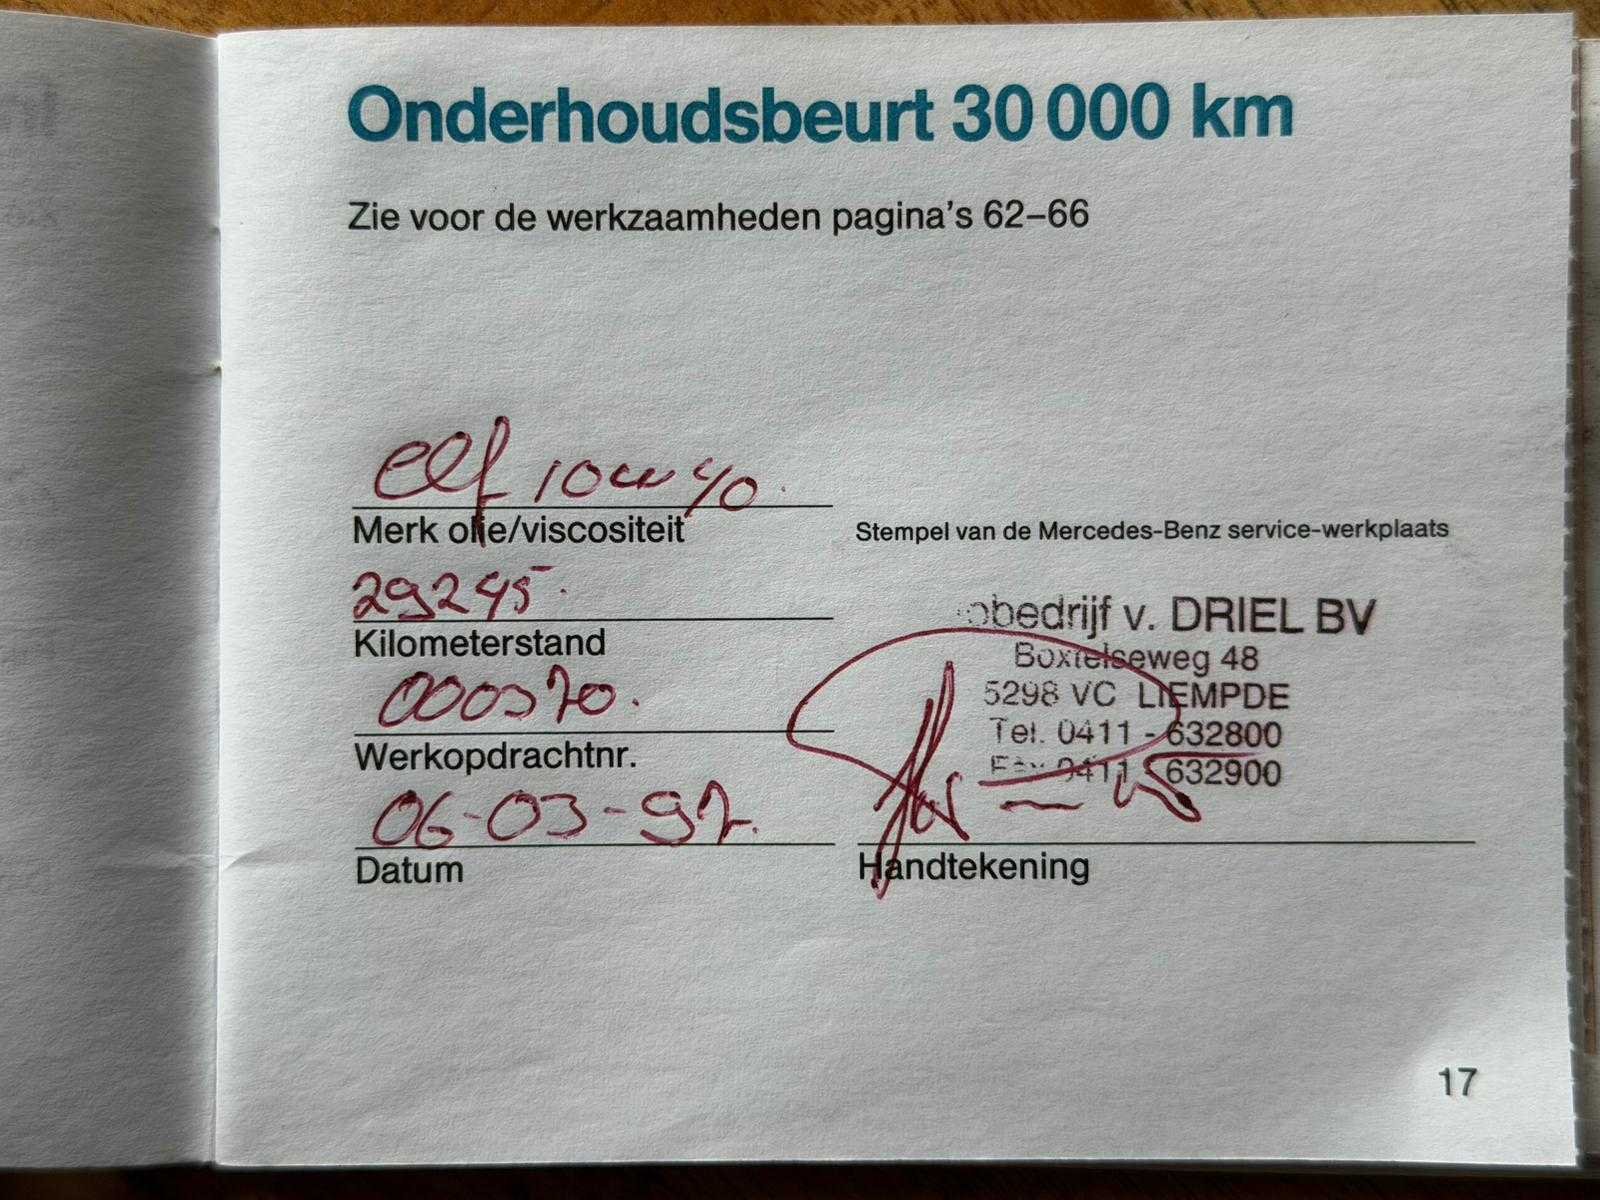 Onderhoudsbeurt 30 000 km
Zie voor de werkzaamheden pagina's 62–66
elf 10w40
Merk olie/viscositeit
29245
Kilometerstand
000370
Werkopdrachtnr.
06-03-97
Datum
Stempel van de Mercedes-Benz service-werkplaats
obedrijf v. DRIEL BV
Boxtelseweg 48
5298 VC LIEMPDE
Tel. 0411 - 632800
Fax 0411 - 632900
Handtekening
17